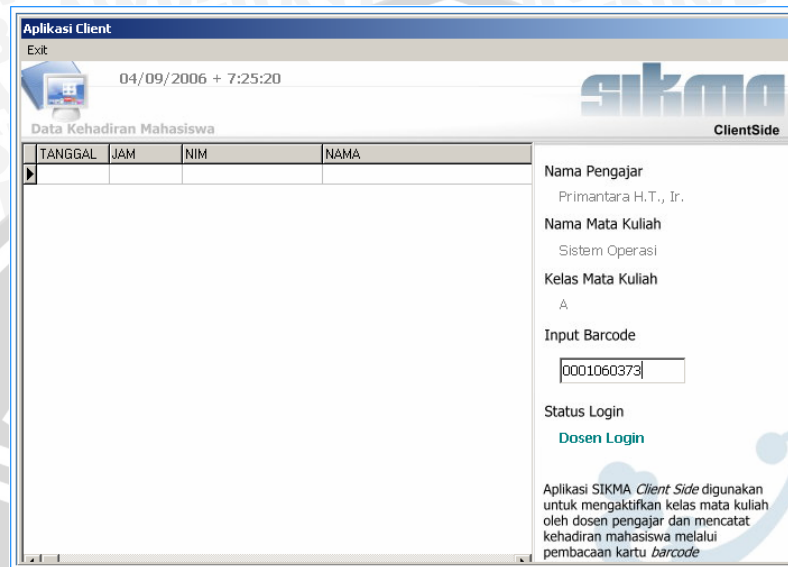 Aplikasi Client
Exit
04/09/2006 + 7:25:20
sikma
Data Kehadiran Mahasiswa
ClientSide
TANGGAL JAM NIM NAMA
Nama Pengajar
Primantara H.T., Ir.
Nama Mata Kuliah
Sistem Operasi
Kelas Mata Kuliah
A
Input Barcode
0001060373
Status Login
Dosen Login
Aplikasi SIKMA Client Side digunakan
untuk mengaktifkan kelas mata kuliah
oleh dosen pengajar dan mencatat
kehadiran mahasiswa melalui
pembacaan kartu barcode